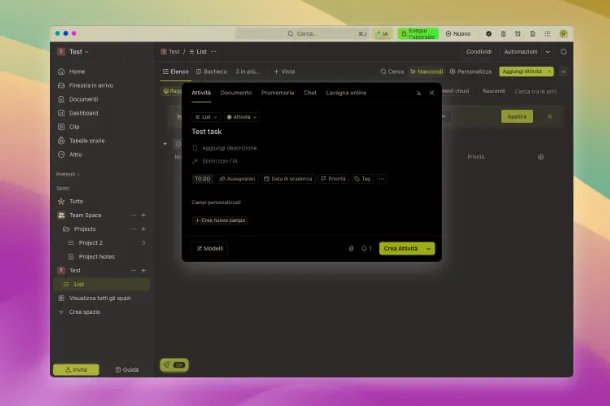 Cerca...
⌘J
Esegui l'upgrade
Nuovo
T Test
T Test / List ...
Condividi
Automazioni
Home
Finestra in arrivo
Documenti
Dashboard
Clip
Tabelle orarie
Altro
Preferiti
Spazi
Tutto
Team Space
Projects
Project 2
3
Project Notes
T Test
List
Visualizza tutti gli spazi
+ Crea spazio
Invita
Guida
Elenco
Bacheca
3 in più...
+ Vista
Cerca
Nascondi
Personalizza
Aggiungi Attività
chiusi
Nascondi
Cerca tra le attiv
Applica
Priorità
Attività
Documento
Promemoria
Chat
Lavagna online
List
Attività
Test task
Aggiungi descrizione
Scrivi con l'IA
TO DO
Assegnatari
Data di scadenza
Priorità
Tag
...
Campi personalizzati
+ Crea nuovo campo
Modelli
1
Crea Attività